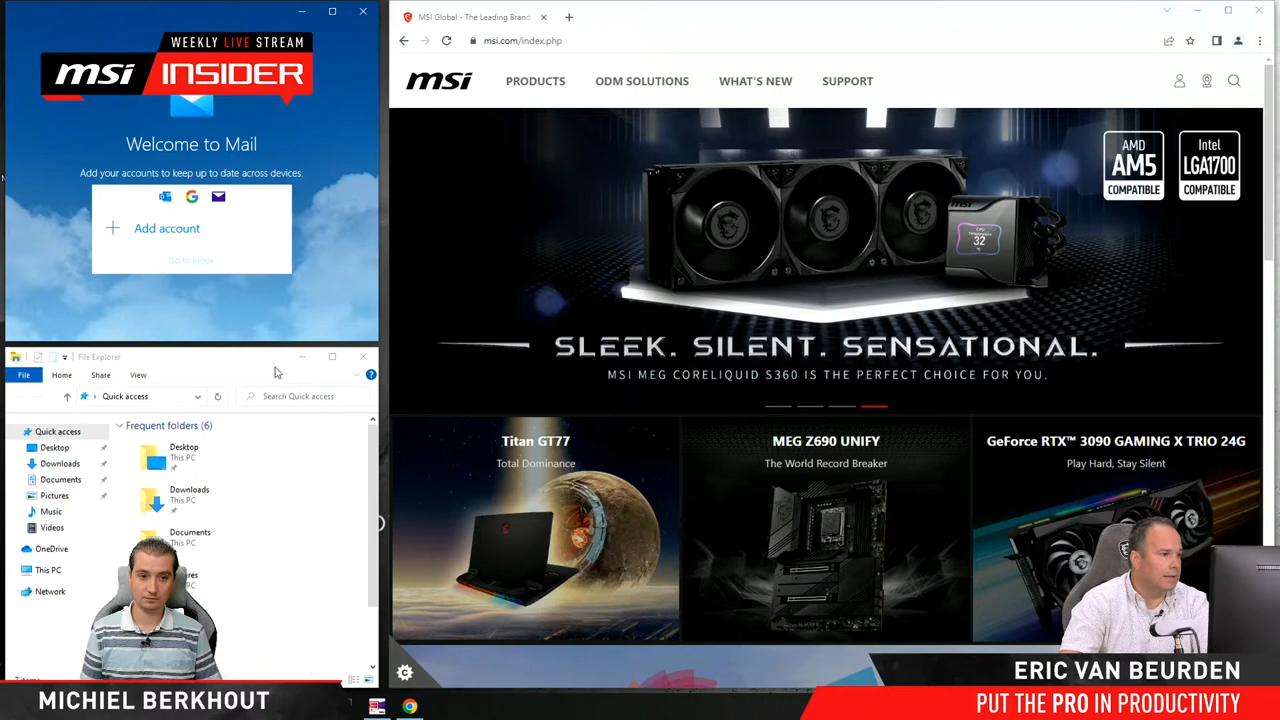 WEEKLY LIVE STREAM
msi INSIDER
Welcome to Mail
Add your accounts to keep up to date across devices.
Add account
Go to inbox
File Explorer
File Home Share View
Quick access
Search Quick access
Quick access
Desktop
Downloads
Documents
Pictures
Music
Videos
OneDrive
This PC
Network
Frequent folders (6)
Desktop
This PC
Downloads
This PC
Documents
MSI Global - The Leading Brand
msi.com/index.php
msi PRODUCTS ODM SOLUTIONS WHAT'S NEW SUPPORT
AMD
AM5
COMPATIBLE
Intel
LGA1700
COMPATIBLE
msi
CPU
Temperature
32
°C
SLEEK. SILENT. SENSATIONAL.
MSI MEG CORELIQUID S360 IS THE PERFECT CHOICE FOR YOU.
Titan GT77
Total Dominance
MEG Z690 UNIFY
The World Record Breaker
GeForce RTX™ 3090 GAMING X TRIO 24G
Play Hard, Stay Silent
MICHIEL BERKHOUT
ERIC VAN BEURDEN
PUT THE PRO IN PRODUCTIVITY